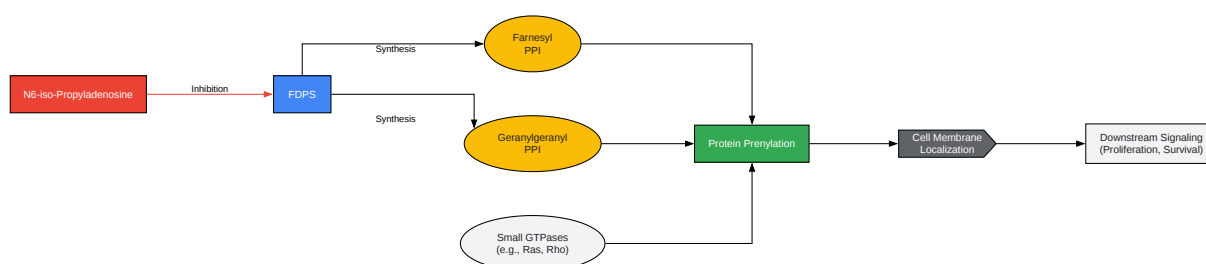 Farnesyl
PPI
Synthesis
N6-iso-Propyladenosine
Inhibition
FDPS
Synthesis
Geranylgeranyl
PPI
Protein Prenylation
Cell Membrane
Localization
Downstream Signaling
(Proliferation, Survival)
Small GTPases
(e.g., Ras, Rho)